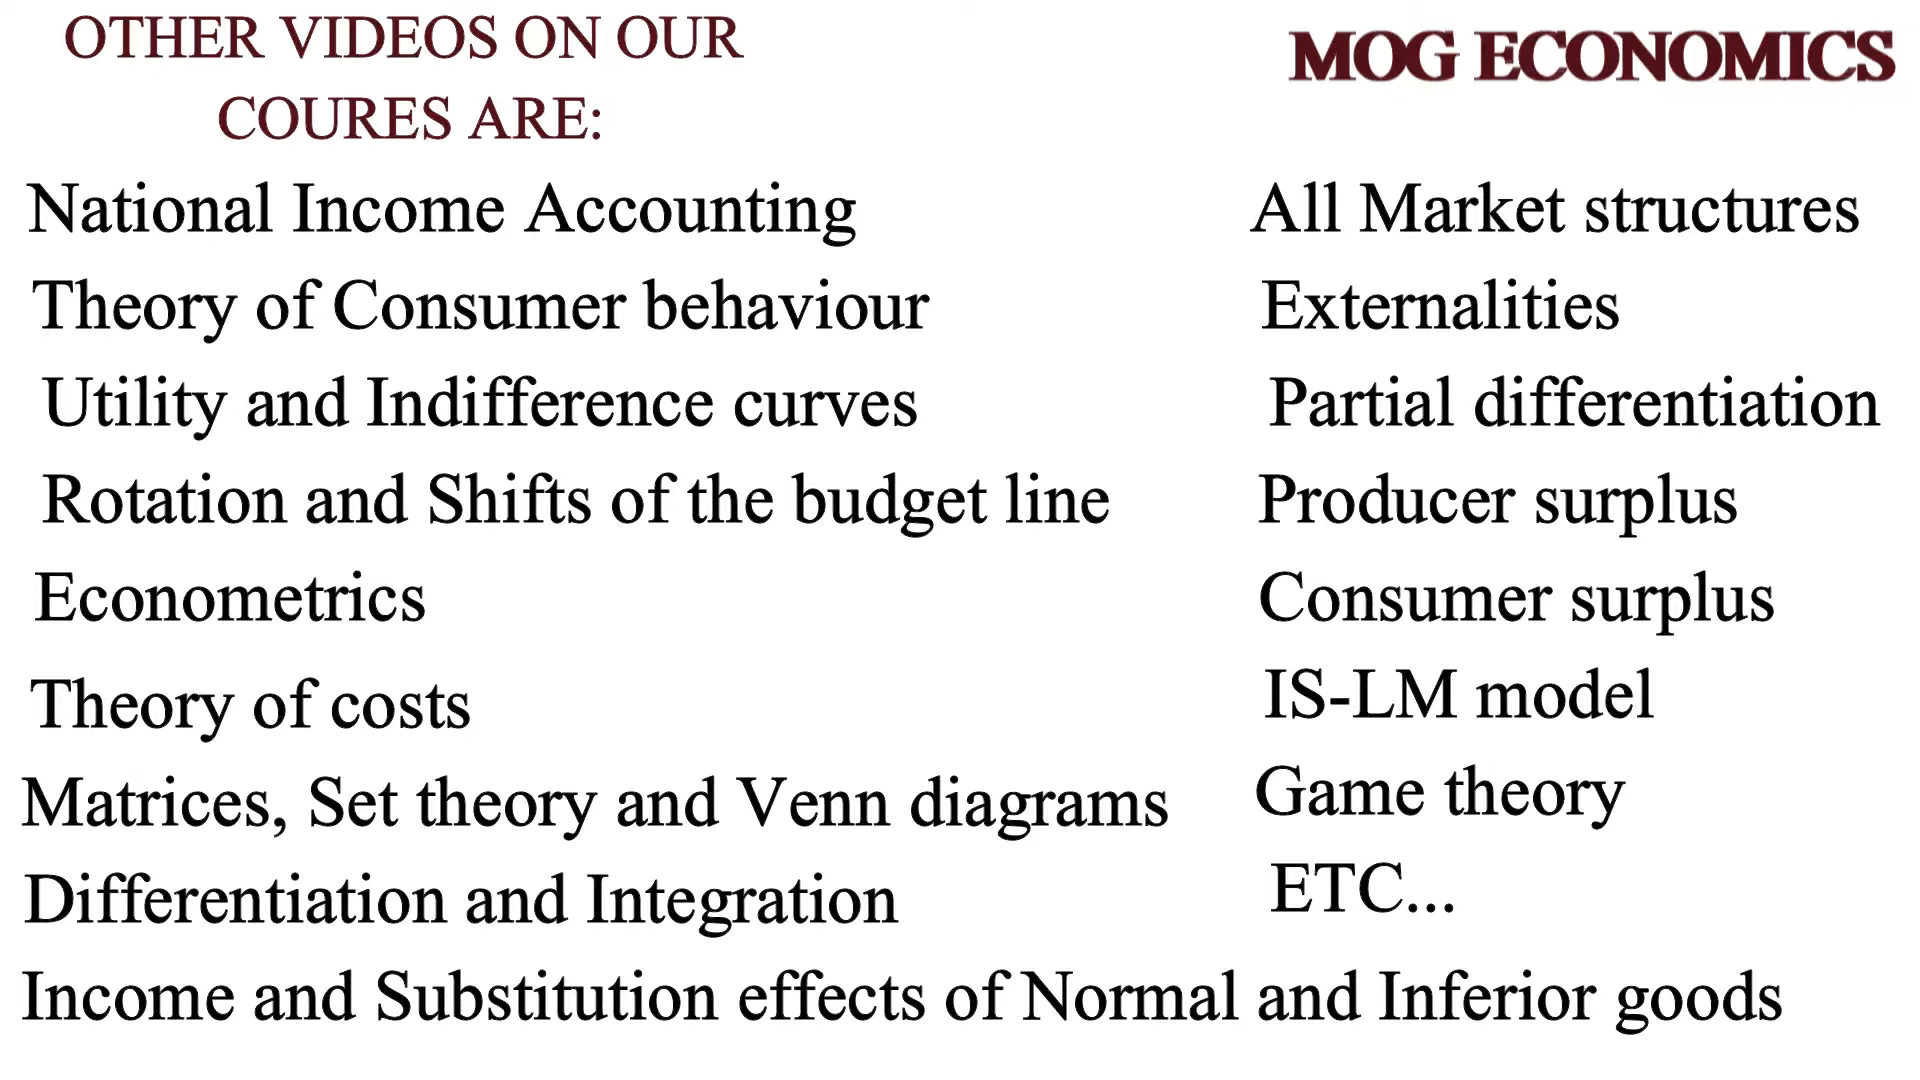 OTHER VIDEOS ON OUR
COURES ARE:
MOG ECONOMICS
National Income Accounting
Theory of Consumer behaviour
Utility and Indifference curves
Rotation and Shifts of the budget line
Econometrics
Theory of costs
Matrices, Set theory and Venn diagrams
Differentiation and Integration
Income and Substitution effects of Normal and Inferior goods
All Market structures
Externalities
Partial differentiation
Producer surplus
Consumer surplus
IS-LM model
Game theory
ETC...